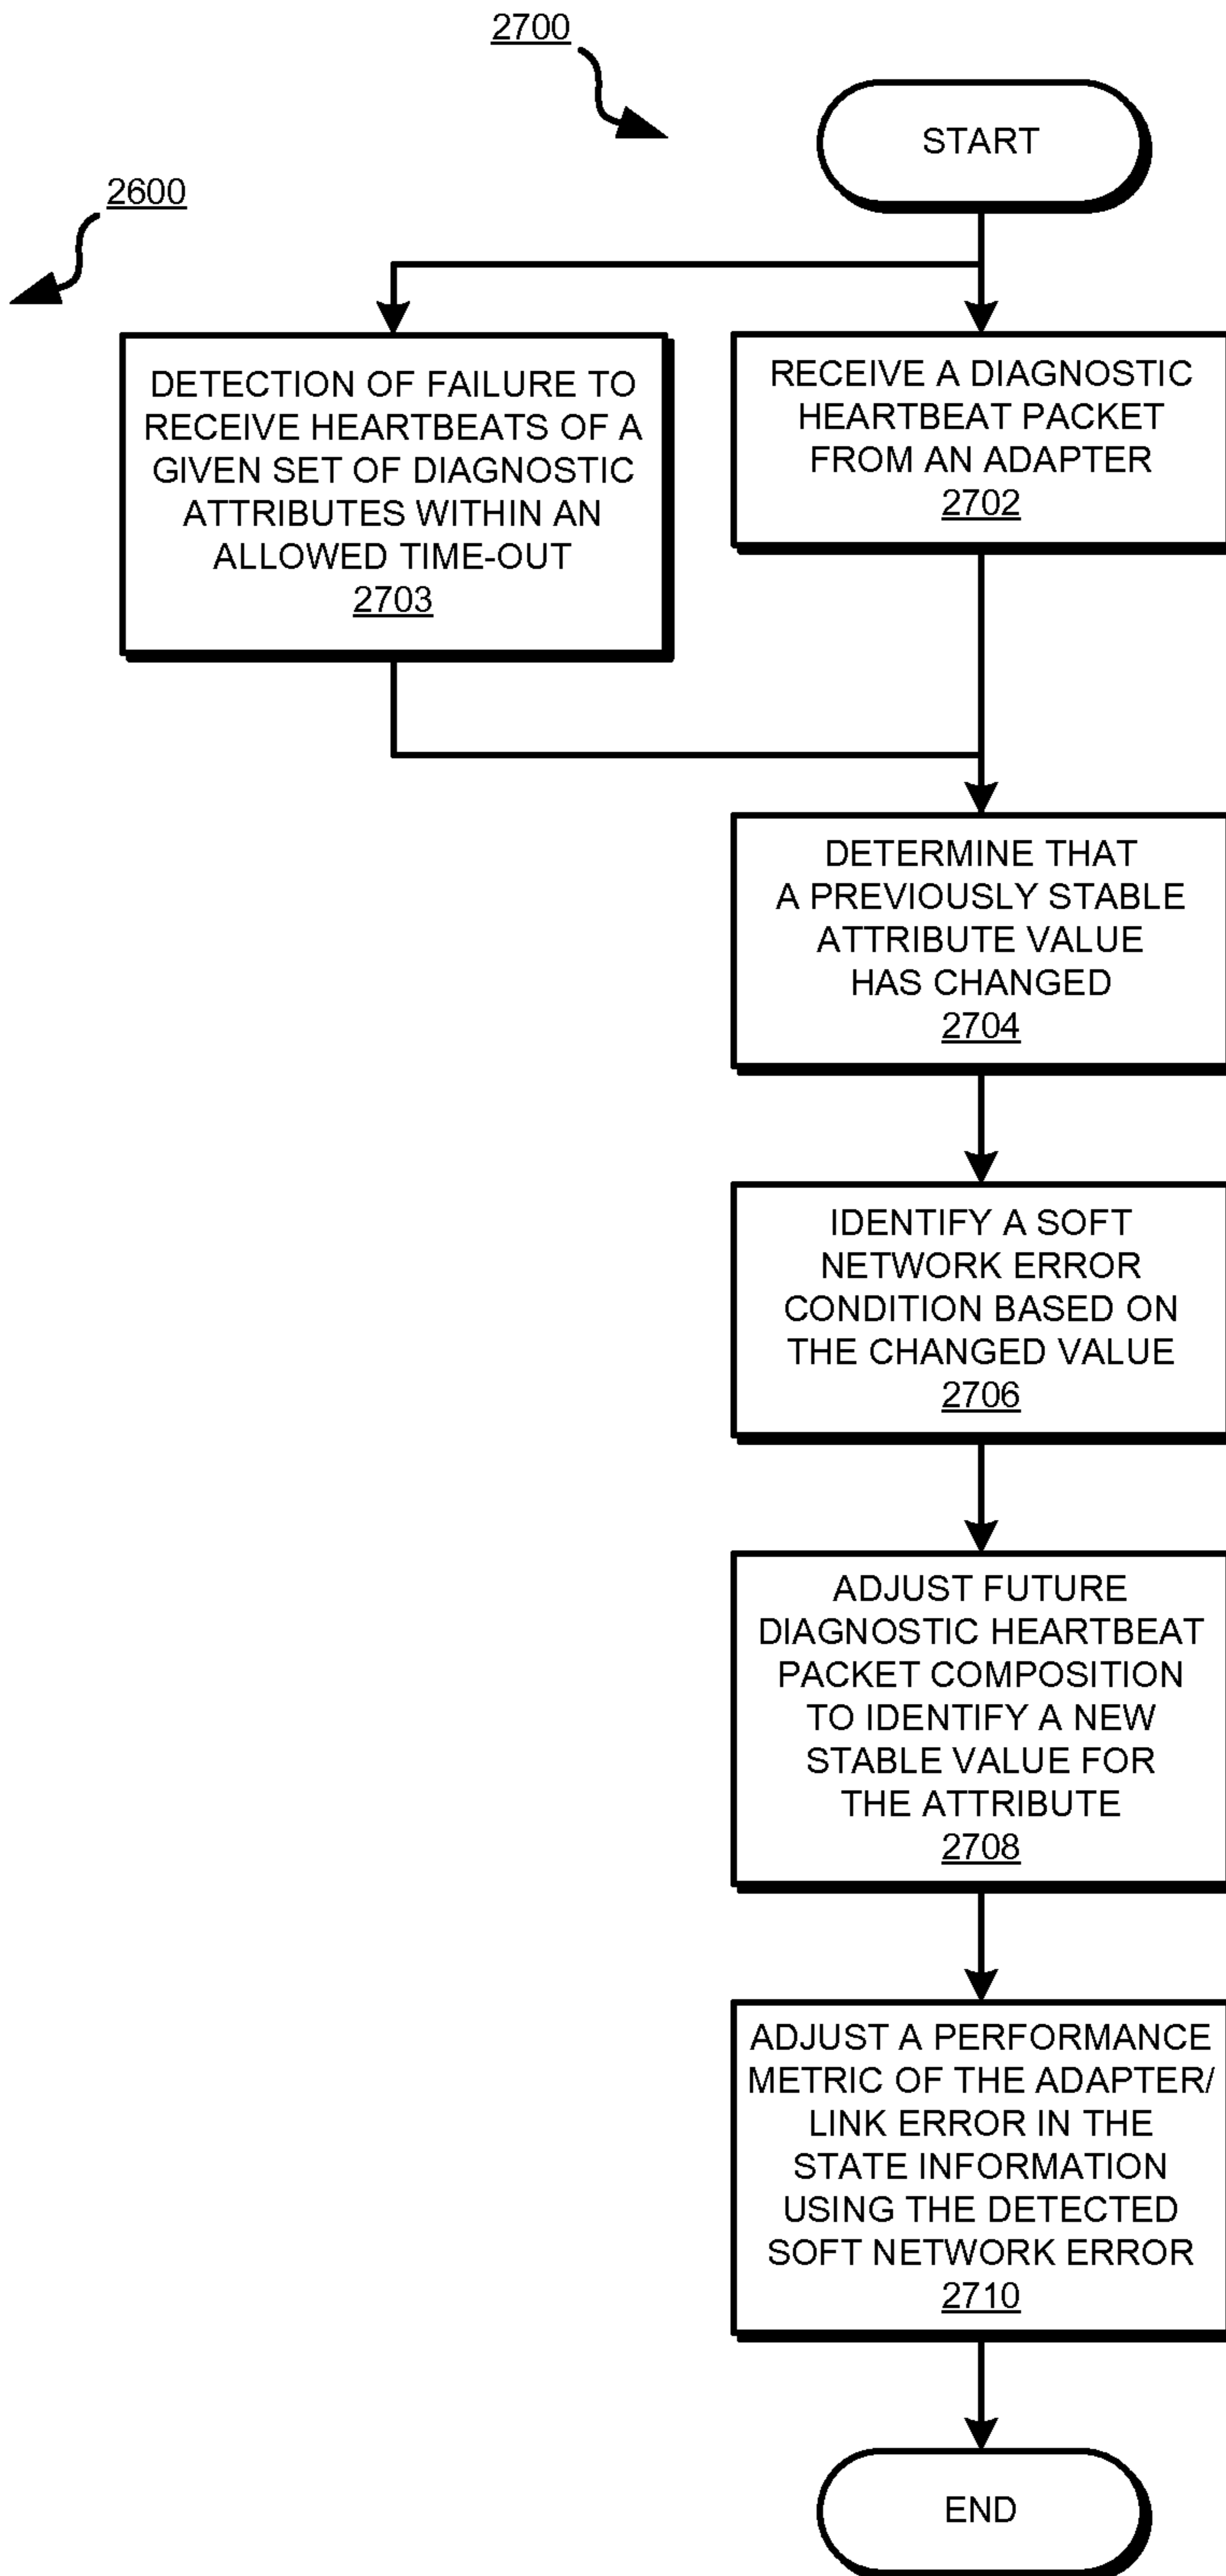 2700
START
2600
DETECTION OF FAILURE TO
RECEIVE HEARTBEATS OF A
GIVEN SET OF DIAGNOSTIC
ATTRIBUTES WITHIN AN
ALLOWED TIME-OUT
2703
RECEIVE A DIAGNOSTIC
HEARTBEAT PACKET
FROM AN ADAPTER
2702
DETERMINE THAT
A PREVIOUSLY STABLE
ATTRIBUTE VALUE
HAS CHANGED
2704
IDENTIFY A SOFT
NETWORK ERROR
CONDITION BASED ON
THE CHANGED VALUE
2706
ADJUST FUTURE
DIAGNOSTIC HEARTBEAT
PACKET COMPOSITION
TO IDENTIFY A NEW
STABLE VALUE FOR
THE ATTRIBUTE
2708
ADJUST A PERFORMANCE
METRIC OF THE ADAPTER/
LINK ERROR IN THE
STATE INFORMATION
USING THE DETECTED
SOFT NETWORK ERROR
2710
END